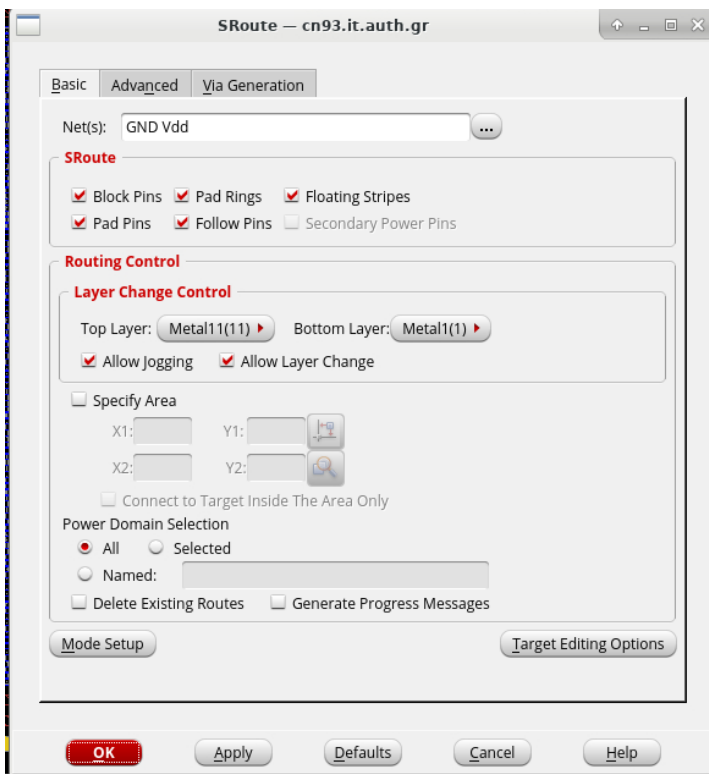 SRoute — cn93.it.auth.gr
Basic Advanced Via Generation
Net(s): GND Vdd ...
SRoute
Block Pins Pad Rings Floating Stripes
Pad Pins Follow Pins Secondary Power Pins
Routing Control
Layer Change Control
Top Layer: Metal11(11) Bottom Layer: Metal1(1)
Allow Jogging Allow Layer Change
Specify Area
X1: Y1:
X2: Y2:
Connect to Target Inside The Area Only
Power Domain Selection
All Selected
Named:
Delete Existing Routes Generate Progress Messages
Mode Setup Target Editing Options
OK Apply Defaults Cancel Help